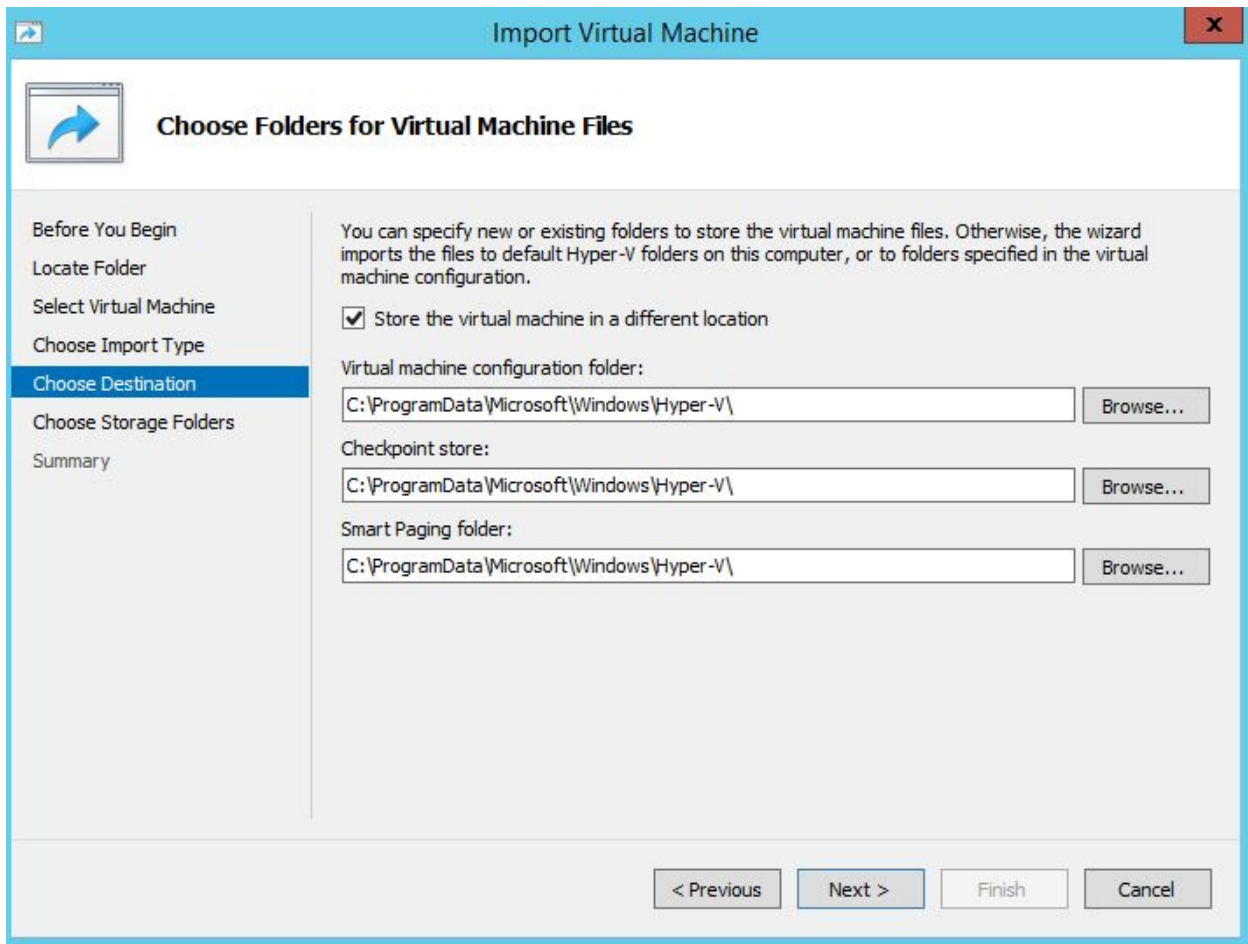 Import Virtual Machine
x
Choose Folders for Virtual Machine Files
Before You Begin
Locate Folder
Select Virtual Machine
Choose Import Type
Choose Destination
Choose Storage Folders
Summary
You can specify new or existing folders to store the virtual machine files. Otherwise, the wizard
imports the files to default Hyper-V folders on this computer, or to folders specified in the virtual
machine configuration.
Store the virtual machine in a different location
Virtual machine configuration folder:
C:\ProgramData\Microsoft\Windows\Hyper-V\
Browse...
Checkpoint store:
C:\ProgramData\Microsoft\Windows\Hyper-V\
Browse...
Smart Paging folder:
C:\ProgramData\Microsoft\Windows\Hyper-V\
Browse...
< Previous
Next >
Finish
Cancel